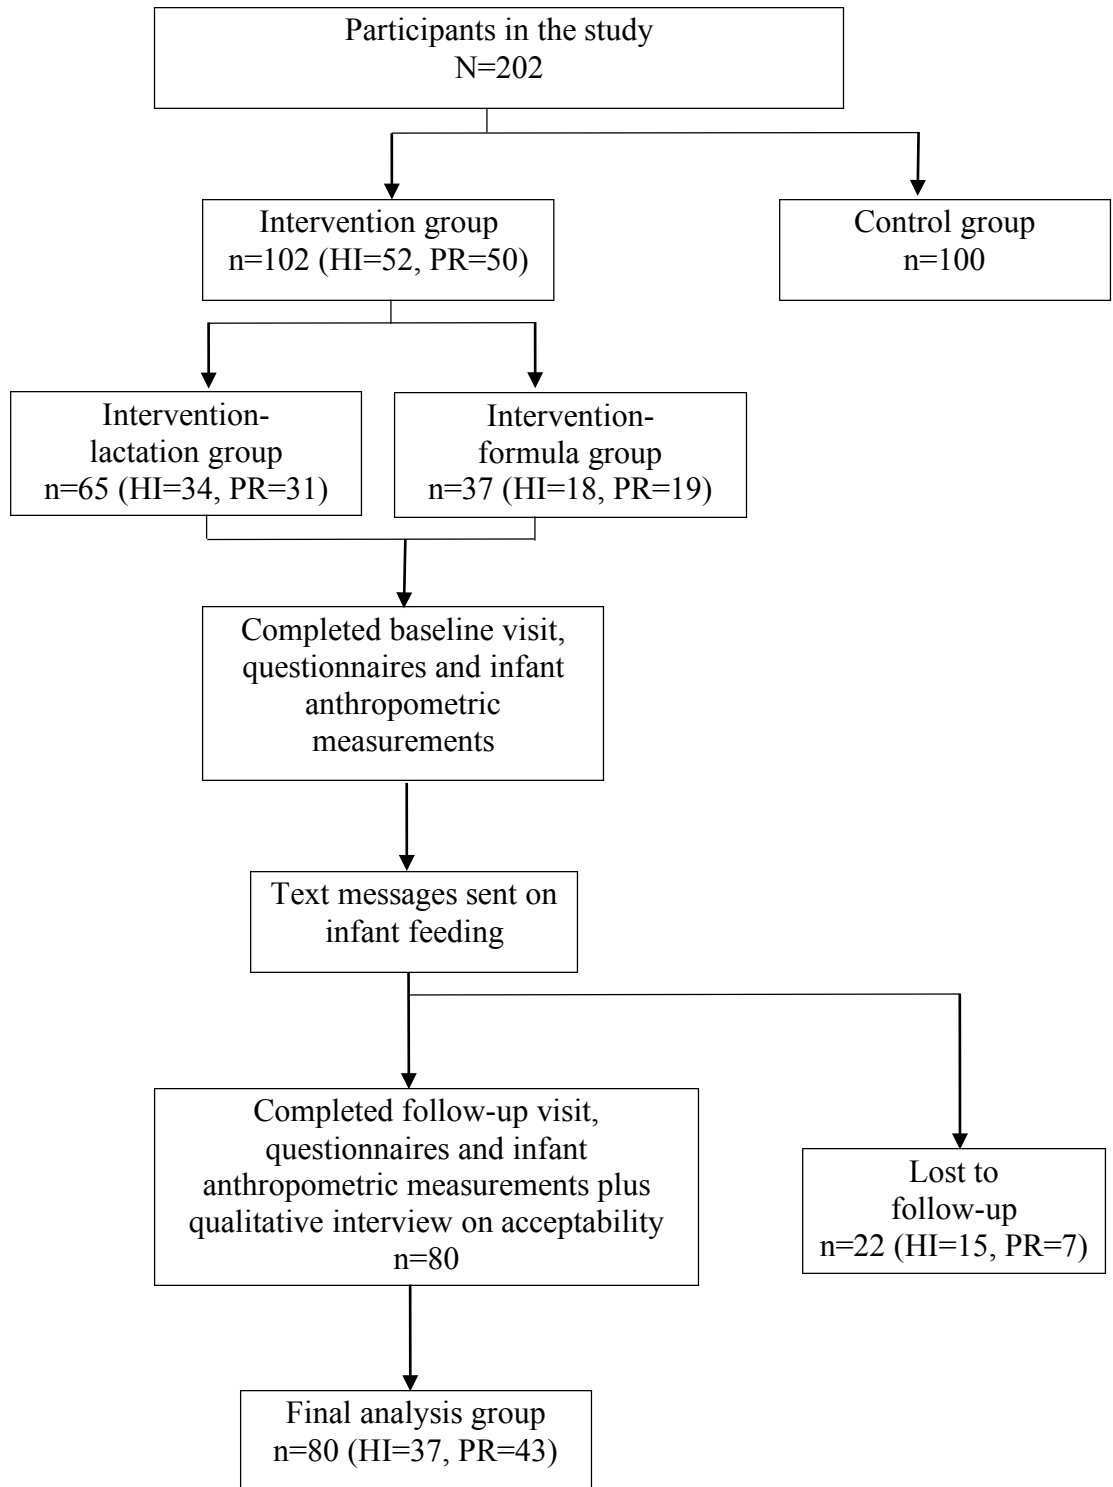 Participants in the study
N=202
Intervention group
n=102 (HI=52, PR=50)
Control group
n=100
Intervention-
lactation group
n=65 (HI=34, PR=31)
Intervention-
formula group
n=37 (HI=18, PR=19)
Completed baseline visit,
questionnaires and infant
anthropometric
measurements
Text messages sent on
infant feeding
Completed follow-up visit,
questionnaires and infant
anthropometric measurements plus
qualitative interview on acceptability
n=80
Lost to
follow-up
n=22 (HI=15, PR=7)
Final analysis group
n=80 (HI=37, PR=43)